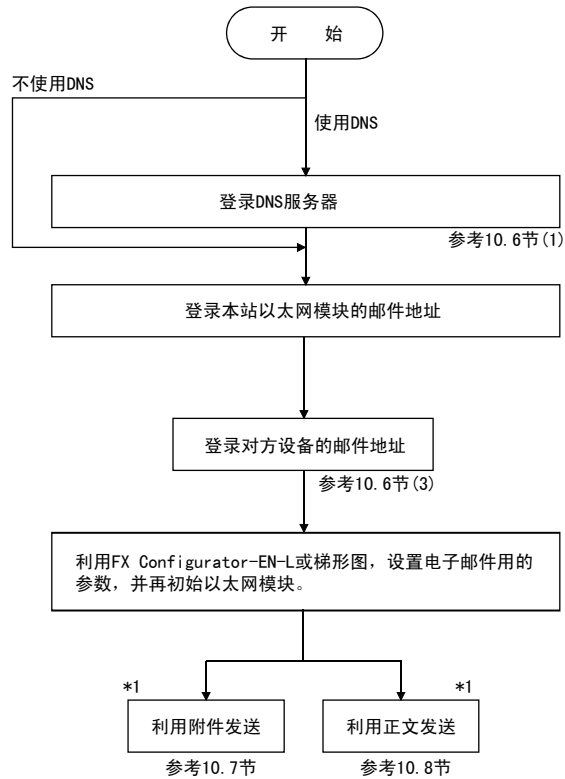 开 始
不使用DNS
使用DNS
登录DNS服务器
参考10.6节(1)
登录本站以太网模块的邮件地址
登录对方设备的邮件地址
参考10.6节(3)
利用FX Configurator-EN-L或梯形图，设置电子邮件用的
参数，并再初始以太网模块。
*1
*1
利用附件发送
利用正文发送
参考10.7节
参考10.8节